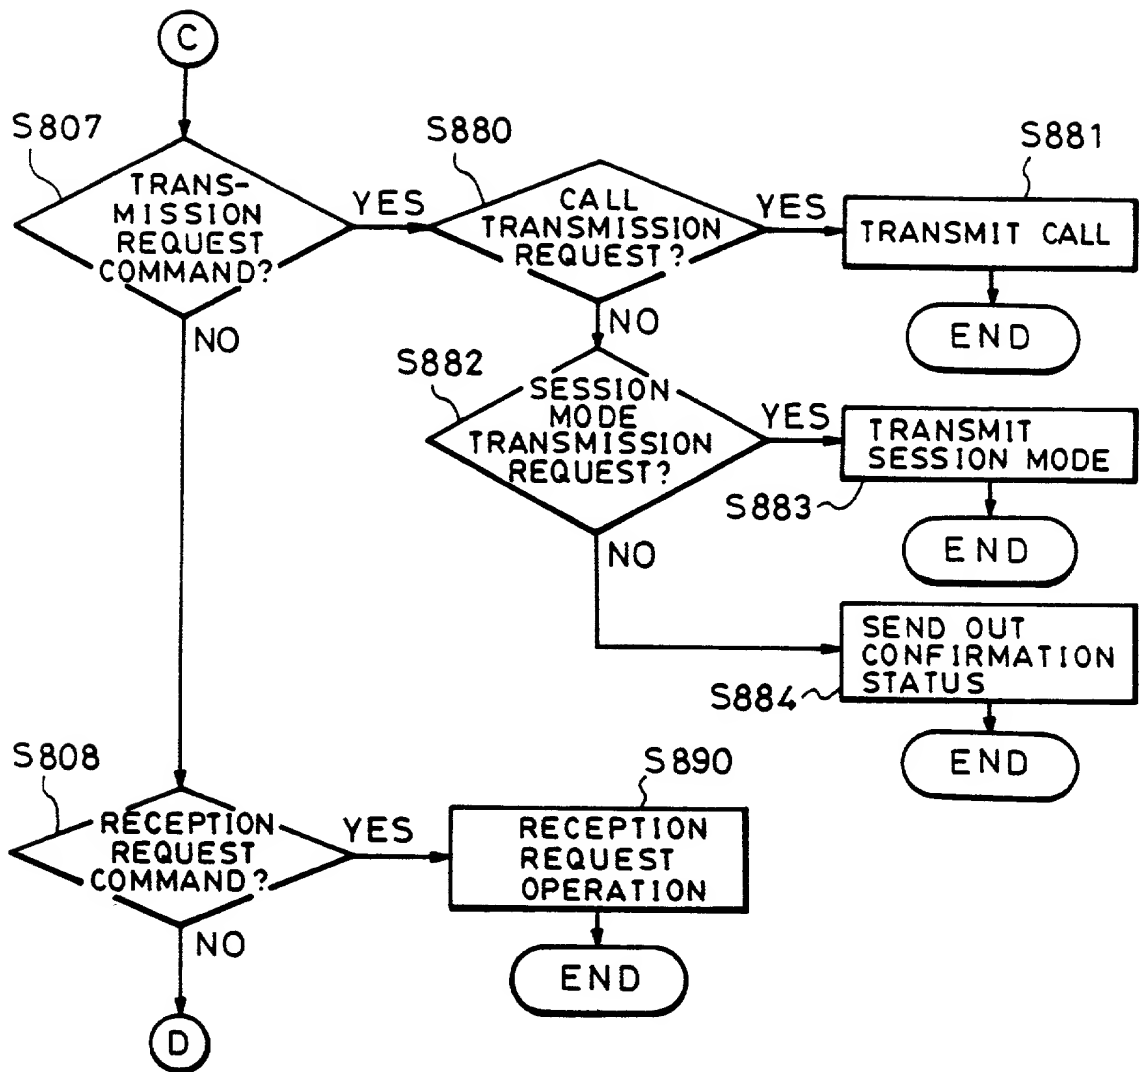 C
S807
TRANS-
MISSION
REQUEST
COMMAND?
YES
NO
S880
CALL
TRANSMISSION
REQUEST?
YES
NO
S881
TRANSMIT CALL
END
S882
SESSION
MODE
TRANSMISSION
REQUEST?
YES
NO
TRANSMIT
SESSION MODE
S883
END
SEND OUT
CONFIRMATION
STATUS
S884
END
S808
RECEPTION
REQUEST
COMMAND?
YES
NO
S890
RECEPTION
REQUEST
OPERATION
END
D